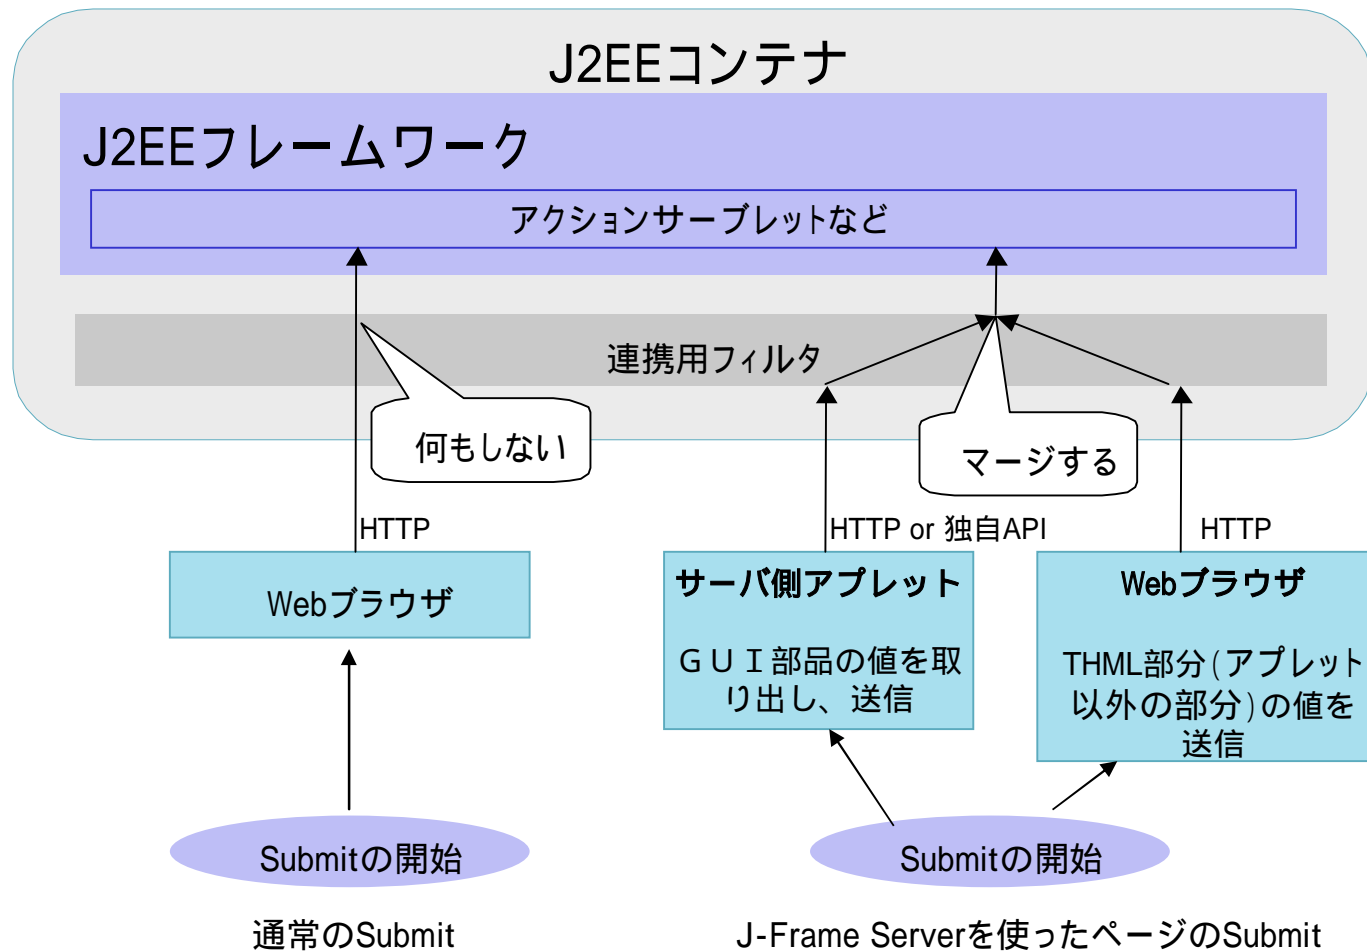 J2EEコンテナ
J2EEフレームワーク
アクションサーブレットなど
連携用フィルタ
何もしない
マージする
HTTP
HTTP or 独自API
HTTP
Webブラウザ
サーバ側アプレット
GUI部品の値を取
り出し、送信
Webブラウザ
THML部分(アプレット
以外の部分)の値を
送信
Submitの開始
Submitの開始
通常のSubmit
J-Frame Serverを使ったページのSubmit